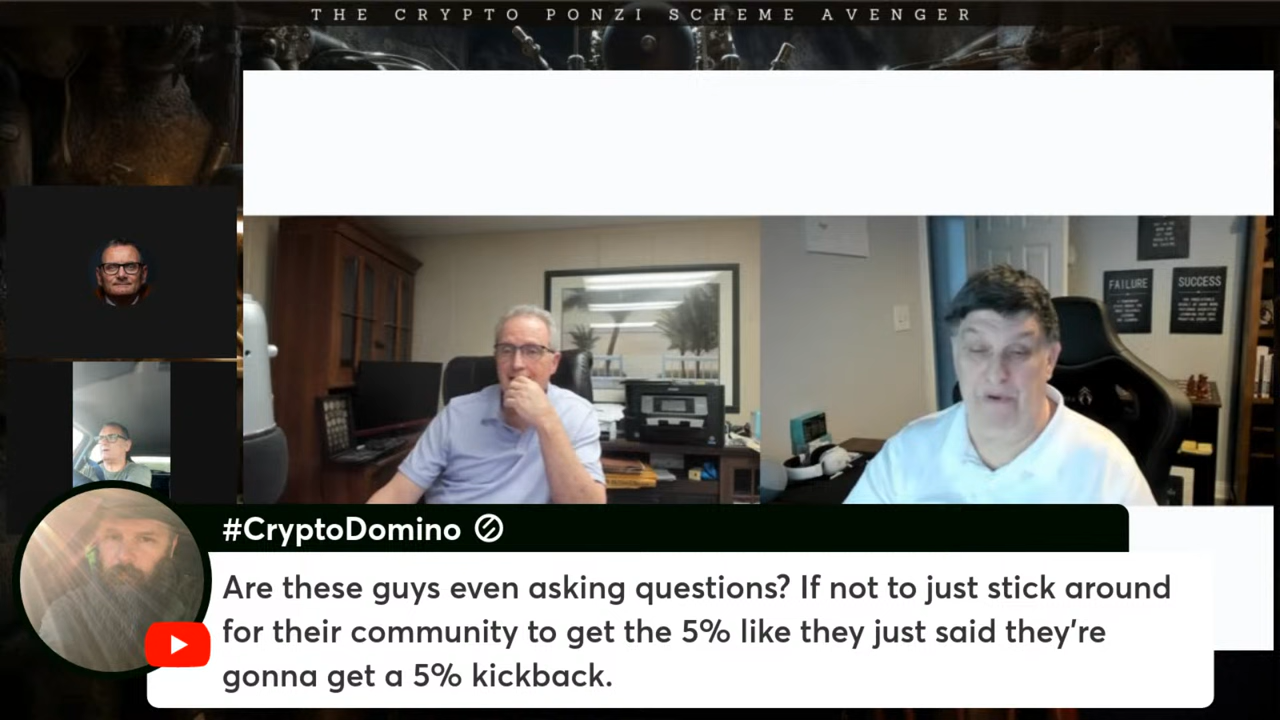 THE CRYPTO PONZI SCHEME AVENGER
FAILURE
SUCCESS
#CryptoDomino
Are these guys even asking questions? If not to just stick around
for their community to get the 5% like they just said they're
gonna get a 5% kickback.